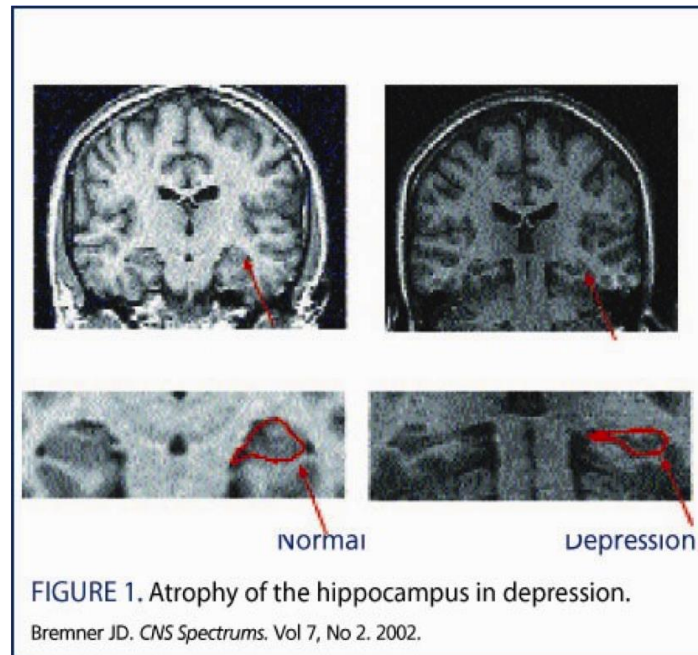 Normal
Depression
FIGURE 1. Atrophy of the hippocampus in depression.
Bremner JD. CNS Spectrums. Vol 7, No 2. 2002.